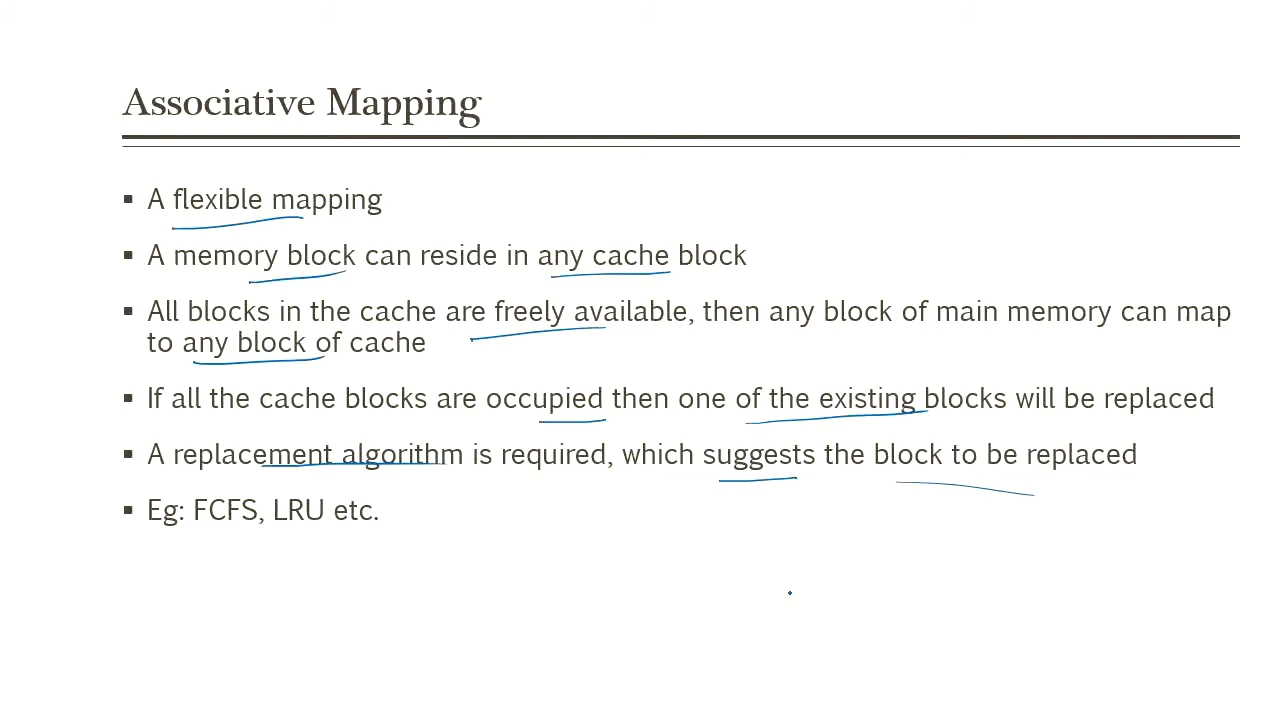 Associative Mapping
▪ A flexible mapping
▪ A memory block can reside in any cache block
▪ All blocks in the cache are freely available, then any block of main memory can map
to any block of cache
▪ If all the cache blocks are occupied then one of the existing blocks will be replaced
▪ A replacement algorithm is required, which suggests the block to be replaced
▪ Eg: FCFS, LRU etc.